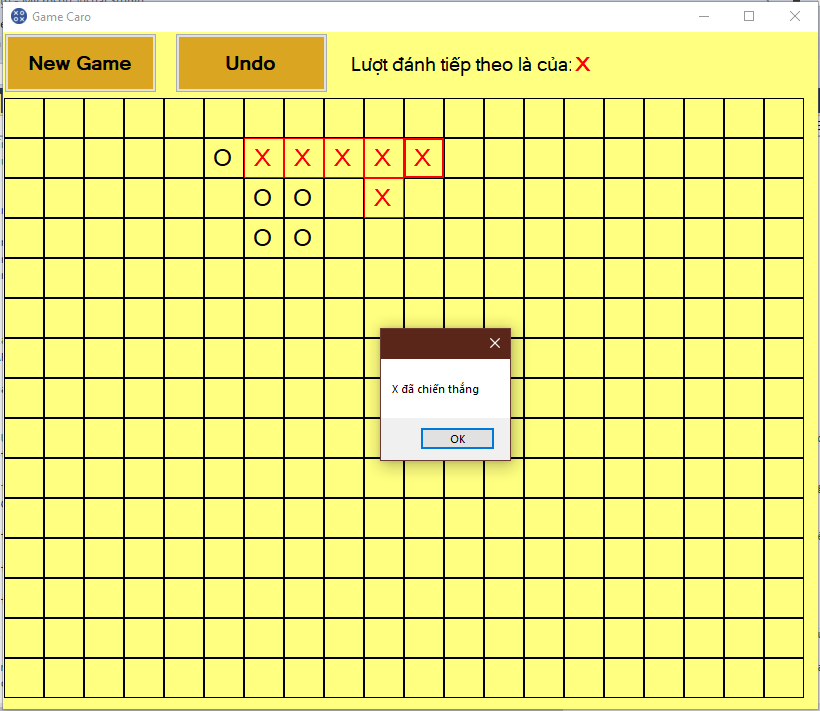 Game Caro
New Game Undo Lượt đánh tiếp theo là của: X
O X X X X X
O O X
O O
X đã chiến thắng
OK